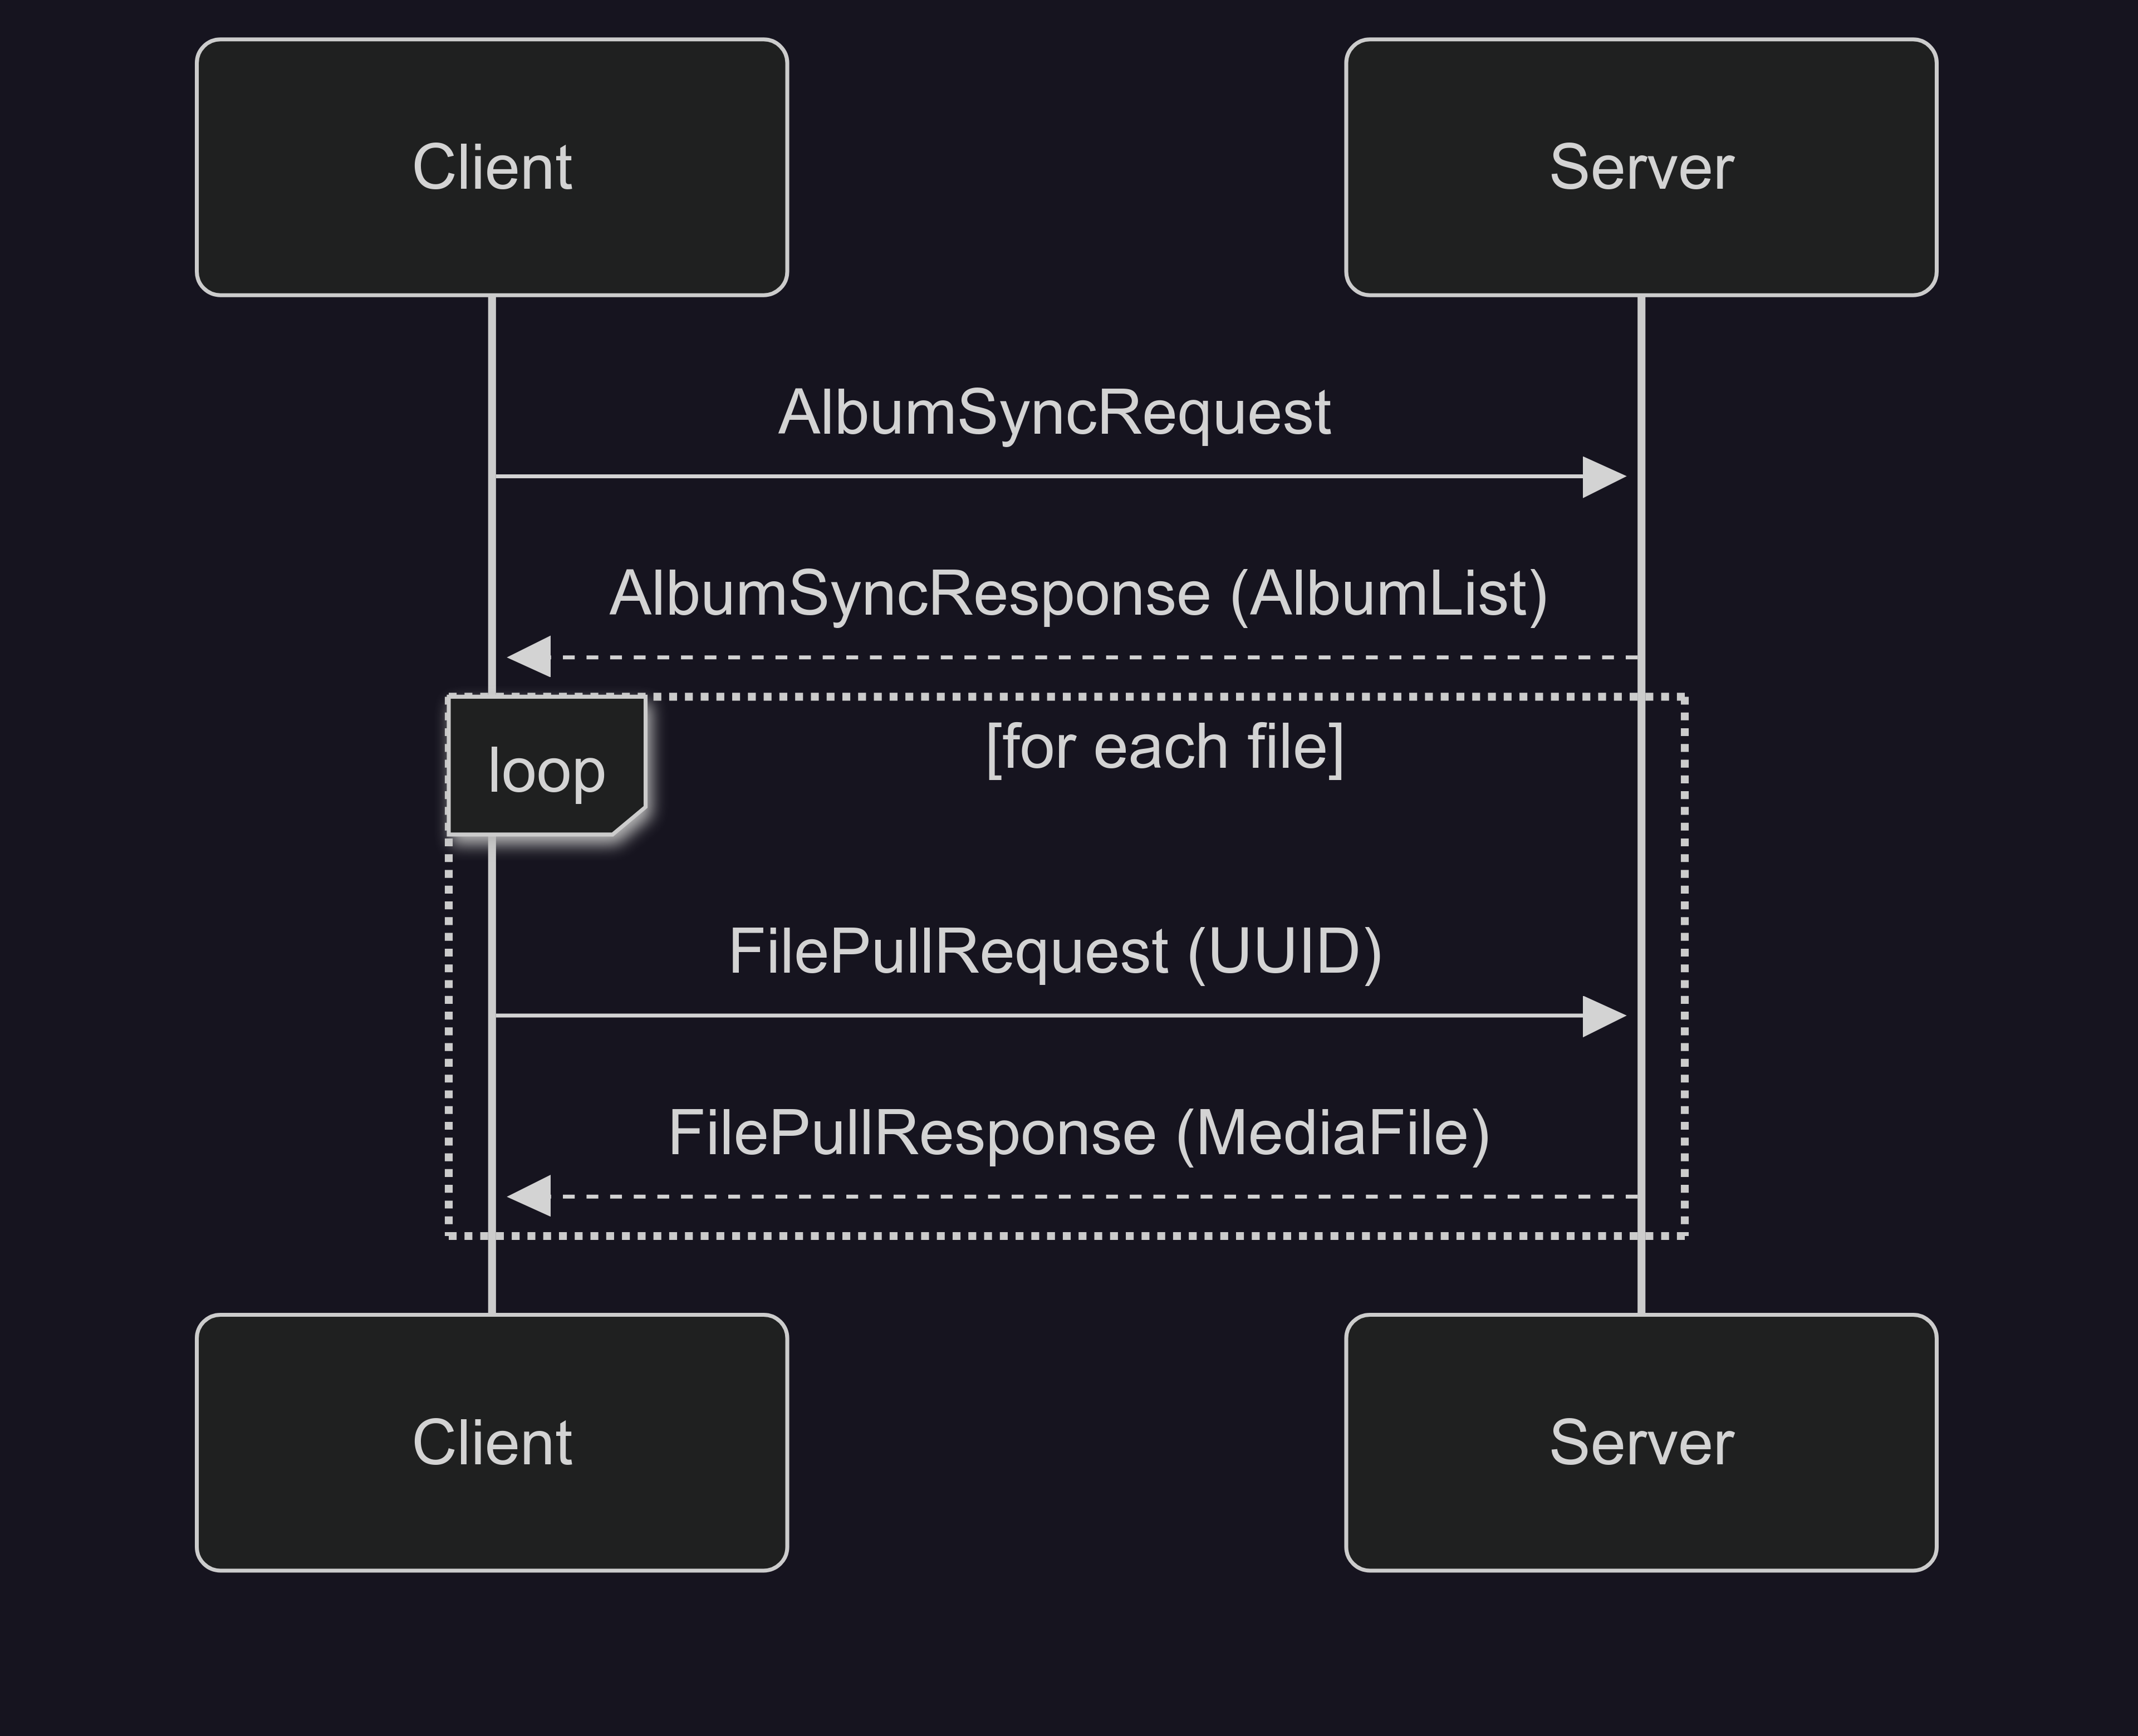 Client
Server
AlbumSyncRequest
AlbumSyncResponse (AlbumList)
loop
[for each file]
FilePullRequest (UUID)
FilePullResponse (MediaFile)
Client
Server